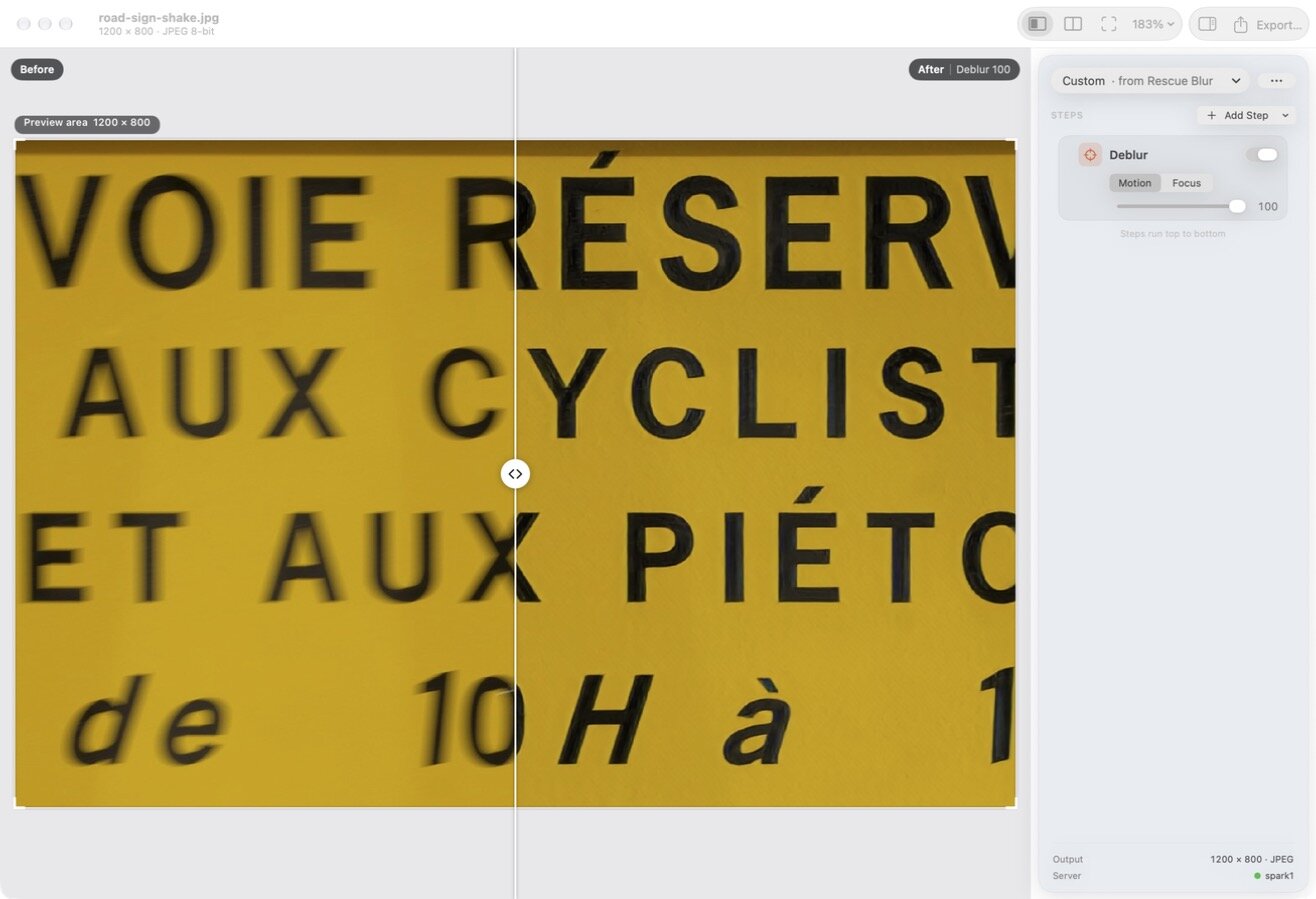 road-sign-shake.jpg
1200 × 800 · JPEG 8-bit
183%
Export...
Before
After | Deblur 100
Preview area 1200 × 800
VOIE RÉSERV
AUX CYCLIST
ET AUX PIÉTO
de 10H à 1
Custom · from Rescue Blur
STEPS
+ Add Step
Deblur
Motion Focus
100
Steps run top to bottom
Output 1200 × 800 · JPEG
Server spark1